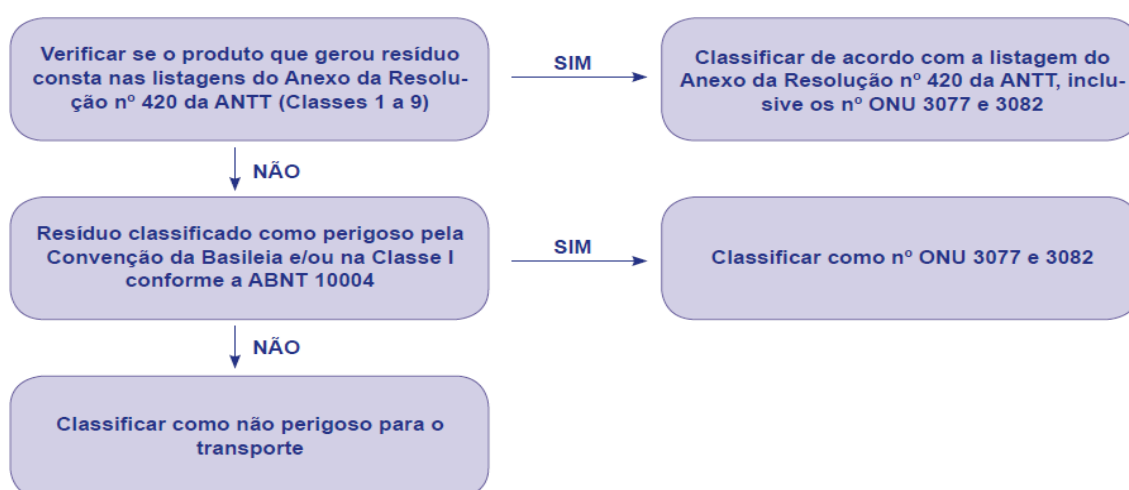 Verificar se o produto que gerou resíduo
consta nas listagens do Anexo da Resolu-
ção nº 420 da ANTT (Classes 1 a 9)
SIM
Classificar de acordo com a listagem do
Anexo da Resolução nº 420 da ANTT, inclu-
sive os nº ONU 3077 e 3082
NÃO
Resíduo classificado como perigoso pela
Convenção da Basileia e/ou na Classe I
conforme a ABNT 10004
SIM
Classificar como nº ONU 3077 e 3082
NÃO
Classificar como não perigoso para o
transporte